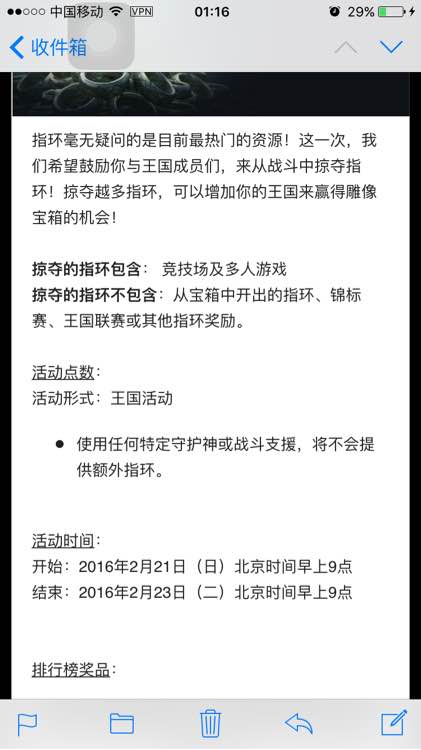 中国移动 VPN 01:16 29%
收件箱
指环毫无疑问的是目前最热门的资源！这一次，我
们希望鼓励你与王国成员们，来从战斗中掠夺指
环！掠夺越多指环，可以增加你的王国来赢得雕像
宝箱的机会！
掠夺的指环包含： 竞技场及多人游戏
掠夺的指环不包含：从宝箱中开出的指环、锦标
赛、王国联赛或其他指环奖励。
活动点数：
活动形式：王国活动
使用任何特定守护神或战斗支援，将不会提
供额外指环。
活动时间：
开始：2016年2月21日（日）北京时间早上9点
结束：2016年2月23日（二）北京时间早上9点
排行榜奖品：